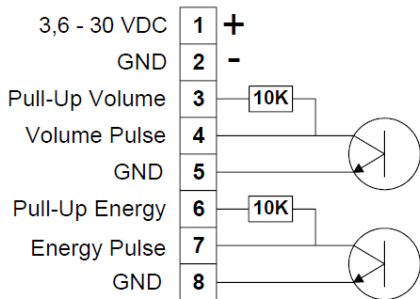 3,6 - 30 VDC 1 +
GND 2 -
Pull-Up Volume 3 10K
Volume Pulse 4
GND 5
Pull-Up Energy 6 10K
Energy Pulse 7
GND 8